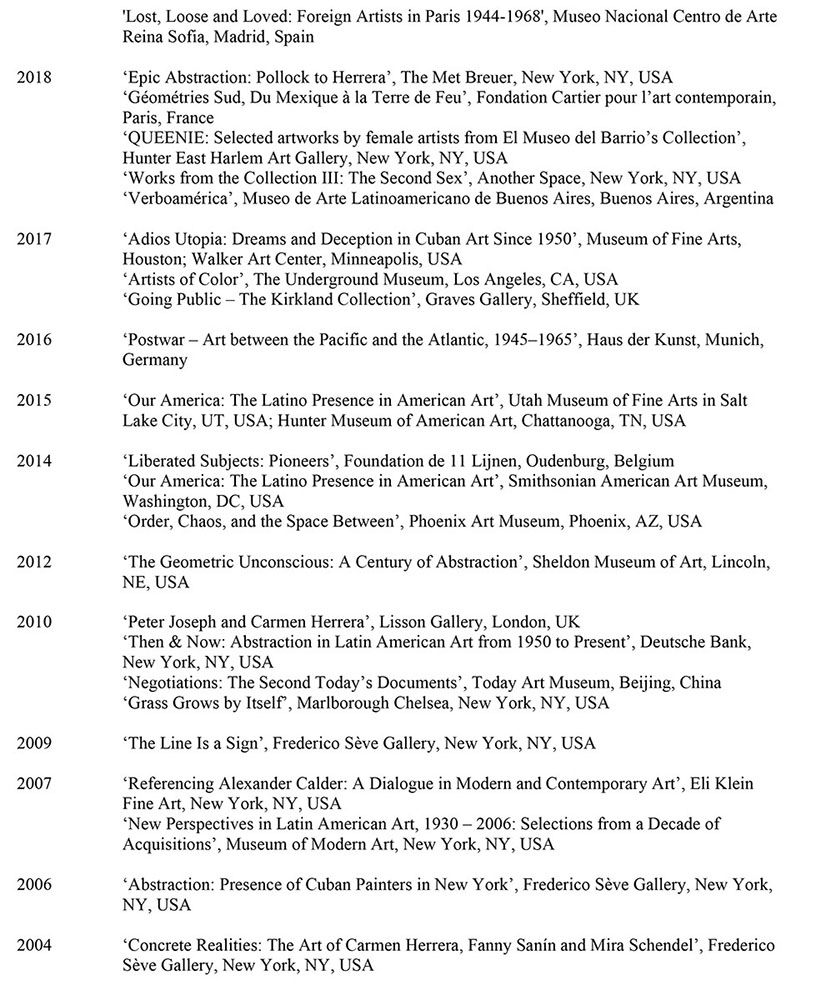 'Lost, Loose and Loved: Foreign Artists in Paris 1944-1968', Museo Nacional Centro de Arte
Reina Sofía, Madrid, Spain
2018 ‘Epic Abstraction: Pollock to Herrera’, The Met Breuer, New York, NY, USA
‘Géométries Sud, Du Mexique à la Terre de Feu’, Fondation Cartier pour l’art contemporain,
Paris, France
‘QUEENIE: Selected artworks by female artists from El Museo del Barrio’s Collection’,
Hunter East Harlem Art Gallery, New York, NY, USA
‘Works from the Collection III: The Second Sex’, Another Space, New York, NY, USA
‘Verboamérica’, Museo de Arte Latinoamericano de Buenos Aires, Buenos Aires, Argentina
2017 ‘Adios Utopia: Dreams and Deception in Cuban Art Since 1950’, Museum of Fine Arts,
Houston; Walker Art Center, Minneapolis, USA
‘Artists of Color’, The Underground Museum, Los Angeles, CA, USA
‘Going Public – The Kirkland Collection’, Graves Gallery, Sheffield, UK
2016 ‘Postwar – Art between the Pacific and the Atlantic, 1945–1965’, Haus der Kunst, Munich,
Germany
2015 ‘Our America: The Latino Presence in American Art’, Utah Museum of Fine Arts in Salt
Lake City, UT, USA; Hunter Museum of American Art, Chattanooga, TN, USA
2014 ‘Liberated Subjects: Pioneers’, Foundation de 11 Lijnen, Oudenburg, Belgium
‘Our America: The Latino Presence in American Art’, Smithsonian American Art Museum,
Washington, DC, USA
‘Order, Chaos, and the Space Between’, Phoenix Art Museum, Phoenix, AZ, USA
2012 ‘The Geometric Unconscious: A Century of Abstraction’, Sheldon Museum of Art, Lincoln,
NE, USA
2010 ‘Peter Joseph and Carmen Herrera’, Lisson Gallery, London, UK
‘Then & Now: Abstraction in Latin American Art from 1950 to Present’, Deutsche Bank,
New York, NY, USA
‘Negotiations: The Second Today’s Documents’, Today Art Museum, Beijing, China
‘Grass Grows by Itself’, Marlborough Chelsea, New York, NY, USA
2009 ‘The Line Is a Sign’, Frederico Sève Gallery, New York, NY, USA
2007 ‘Referencing Alexander Calder: A Dialogue in Modern and Contemporary Art’, Eli Klein
Fine Art, New York, NY, USA
‘New Perspectives in Latin American Art, 1930 – 2006: Selections from a Decade of
Acquisitions’, Museum of Modern Art, New York, NY, USA
2006 ‘Abstraction: Presence of Cuban Painters in New York’, Frederico Sève Gallery, New York,
NY, USA
2004 ‘Concrete Realities: The Art of Carmen Herrera, Fanny Sanín and Mira Schendel’, Frederico
Sève Gallery, New York, NY, USA